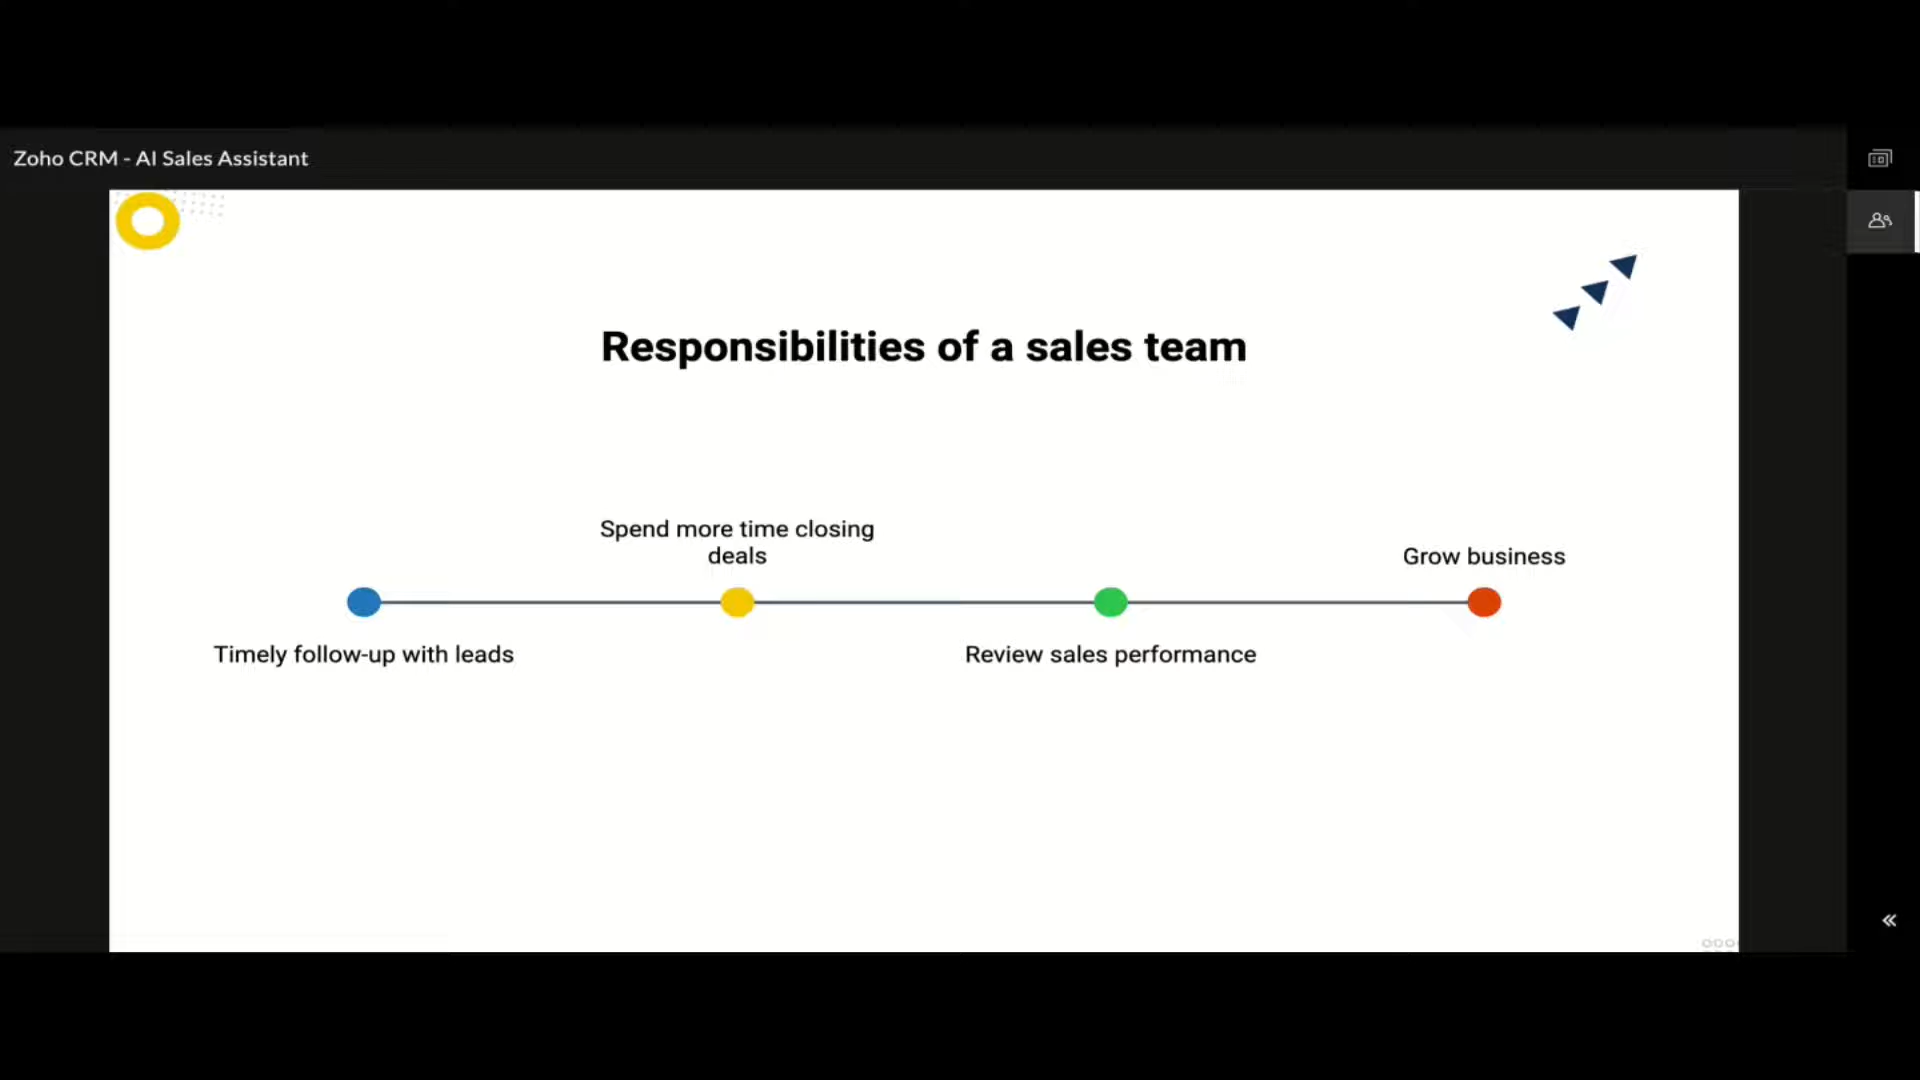 Zoho CRM - AI Sales Assistant
Responsibilities of a sales team
Spend more time closing
deals
Grow business
Timely follow-up with leads
Review sales performance